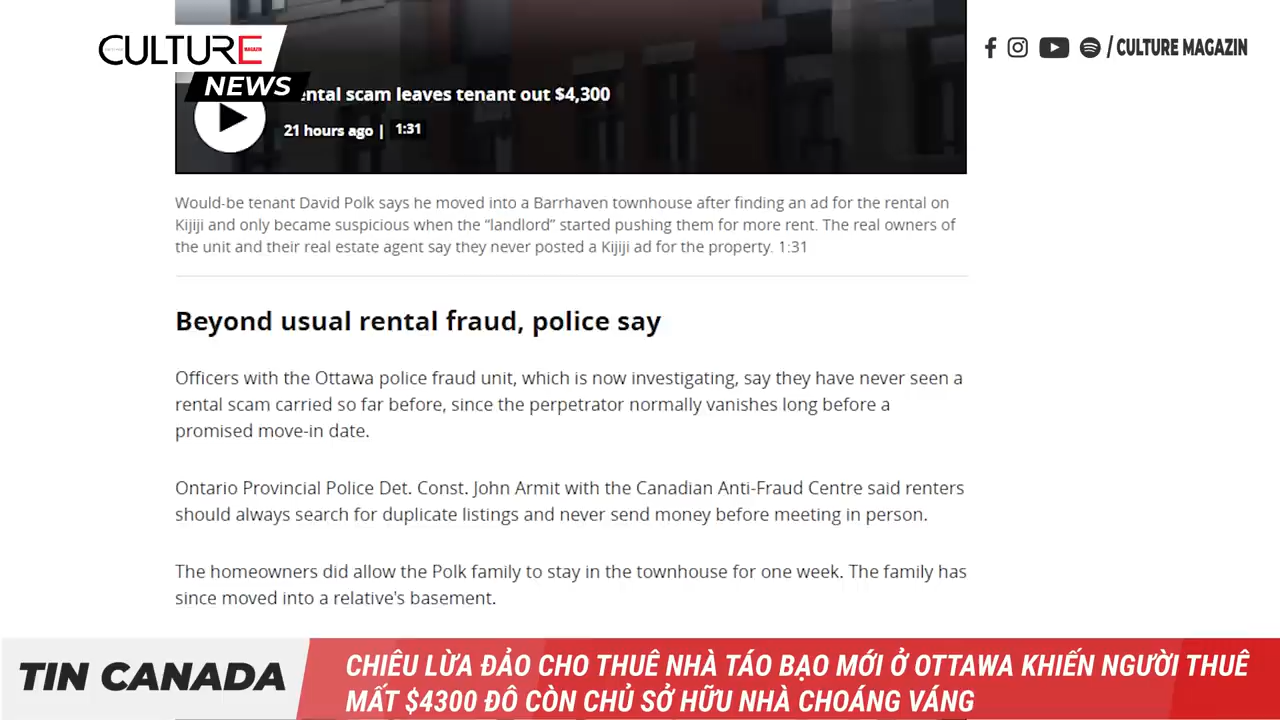 CULTURE
MAGAZIN
/ CULTURE MAGAZIN
NEWS
ental scam leaves tenant out $4,300
21 hours ago | 1:31
Would-be tenant David Polk says he moved into a Barrhaven townhouse after finding an ad for the rental on
Kijiji and only became suspicious when the “landlord” started pushing them for more rent. The real owners of
the unit and their real estate agent say they never posted a Kijiji ad for the property. 1:31
Beyond usual rental fraud, police say
Officers with the Ottawa police fraud unit, which is now investigating, say they have never seen a
rental scam carried so far before, since the perpetrator normally vanishes long before a
promised move-in date.
Ontario Provincial Police Det. Const. John Armit with the Canadian Anti-Fraud Centre said renters
should always search for duplicate listings and never send money before meeting in person.
The homeowners did allow the Polk family to stay in the townhouse for one week. The family has
since moved into a relative's basement.
TIN CANADA
CHIÊU LỪA ĐẢO CHO THUÊ NHÀ TÁO BẠO MỚI Ở OTTAWA KHIẾN NGƯỜI THUÊ
MẤT $4300 ĐÔ CÒN CHỦ SỞ HỮU NHÀ CHOÁNG VÁNG